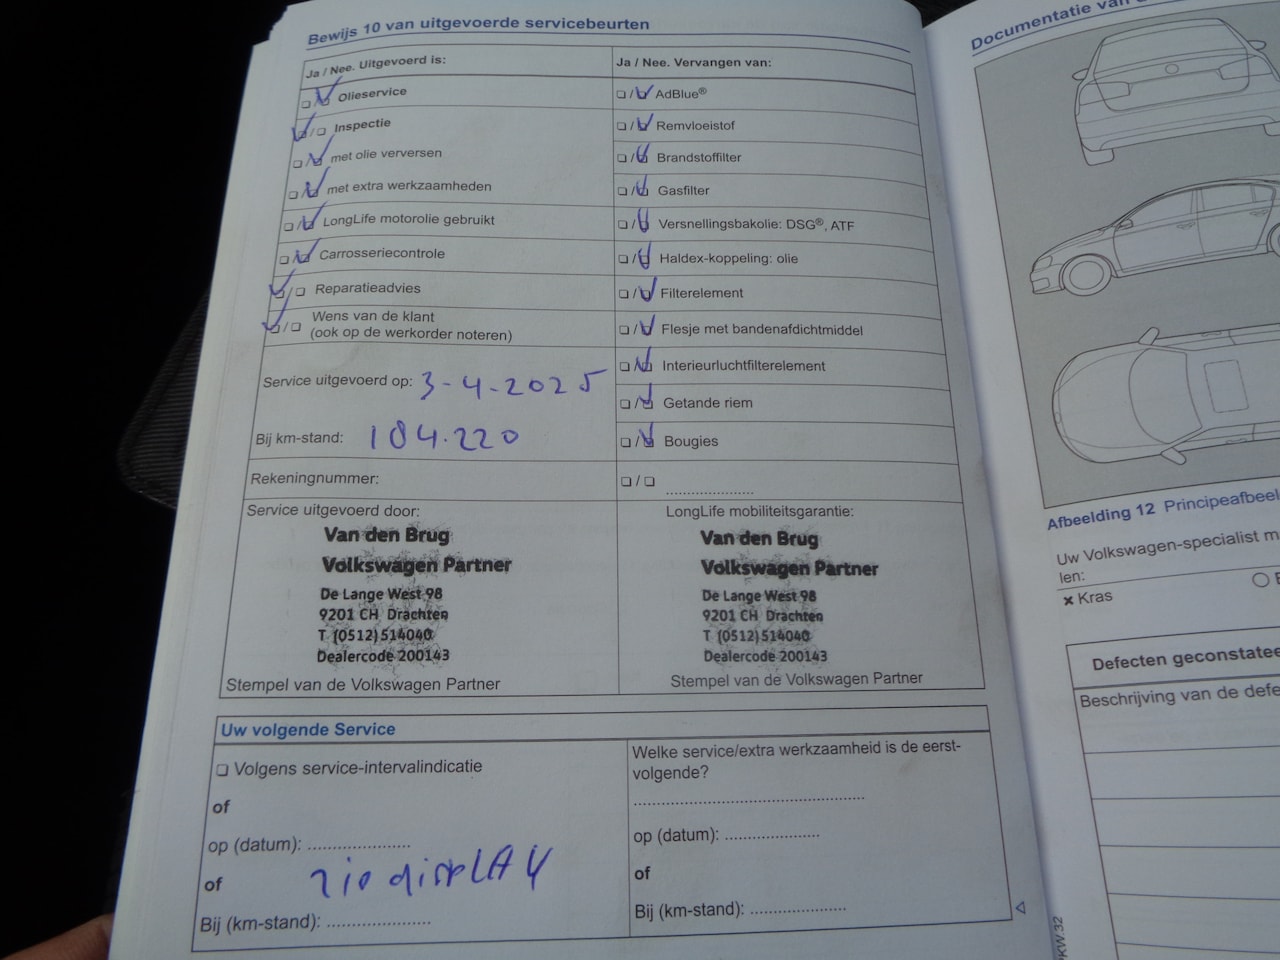 Bewijs 10 van uitgevoerde servicebeurten
Ja / Nee. Uitgevoerd is:
Olieservice
Inspectie
met olie verversen
met extra werkzaamheden
LongLife motorolie gebruikt
Carrosseriecontrole
Reparatieadvies
Wens van de klant
(ook op de werkorder noteren)
Service uitgevoerd op: 3-4-2025
Bij km-stand: 184.220
Rekeningnummer:
Ja / Nee. Vervangen van:
AdBlue®
Remvloeistof
Brandstoffilter
Gasfilter
Versnellingsbakolie: DSG®, ATF
Haldex-koppeling: olie
Filterelement
Flesje met bandenafdichtmiddel
Interieurluchtfilterelement
Getande riem
Bougies
Service uitgevoerd door:
Van den Brug
Volkswagen Partner
De Lange West 98
9201 CH Drachten
T (0512) 514040
Dealercode 200143
Stempel van de Volkswagen Partner
LongLife mobiliteitsgarantie:
Van den Brug
Volkswagen Partner
De Lange West 98
9201 CH Drachten
T (0512) 514040
Dealercode 200143
Stempel van de Volkswagen Partner
Uw volgende Service
Volgens service-intervalindicatie
of
op (datum): ....................
of
zie display
Bij (km-stand): ....................
Welke service/extra werkzaamheid is de eerst-
volgende?
op (datum): ....................
of
Bij (km-stand): ....................
Documentatie van
Afbeelding 12 Principeafbeel
Uw Volkswagen-specialist m
len:
× Kras
Defecten geconstatee
Beschrijving van de defe